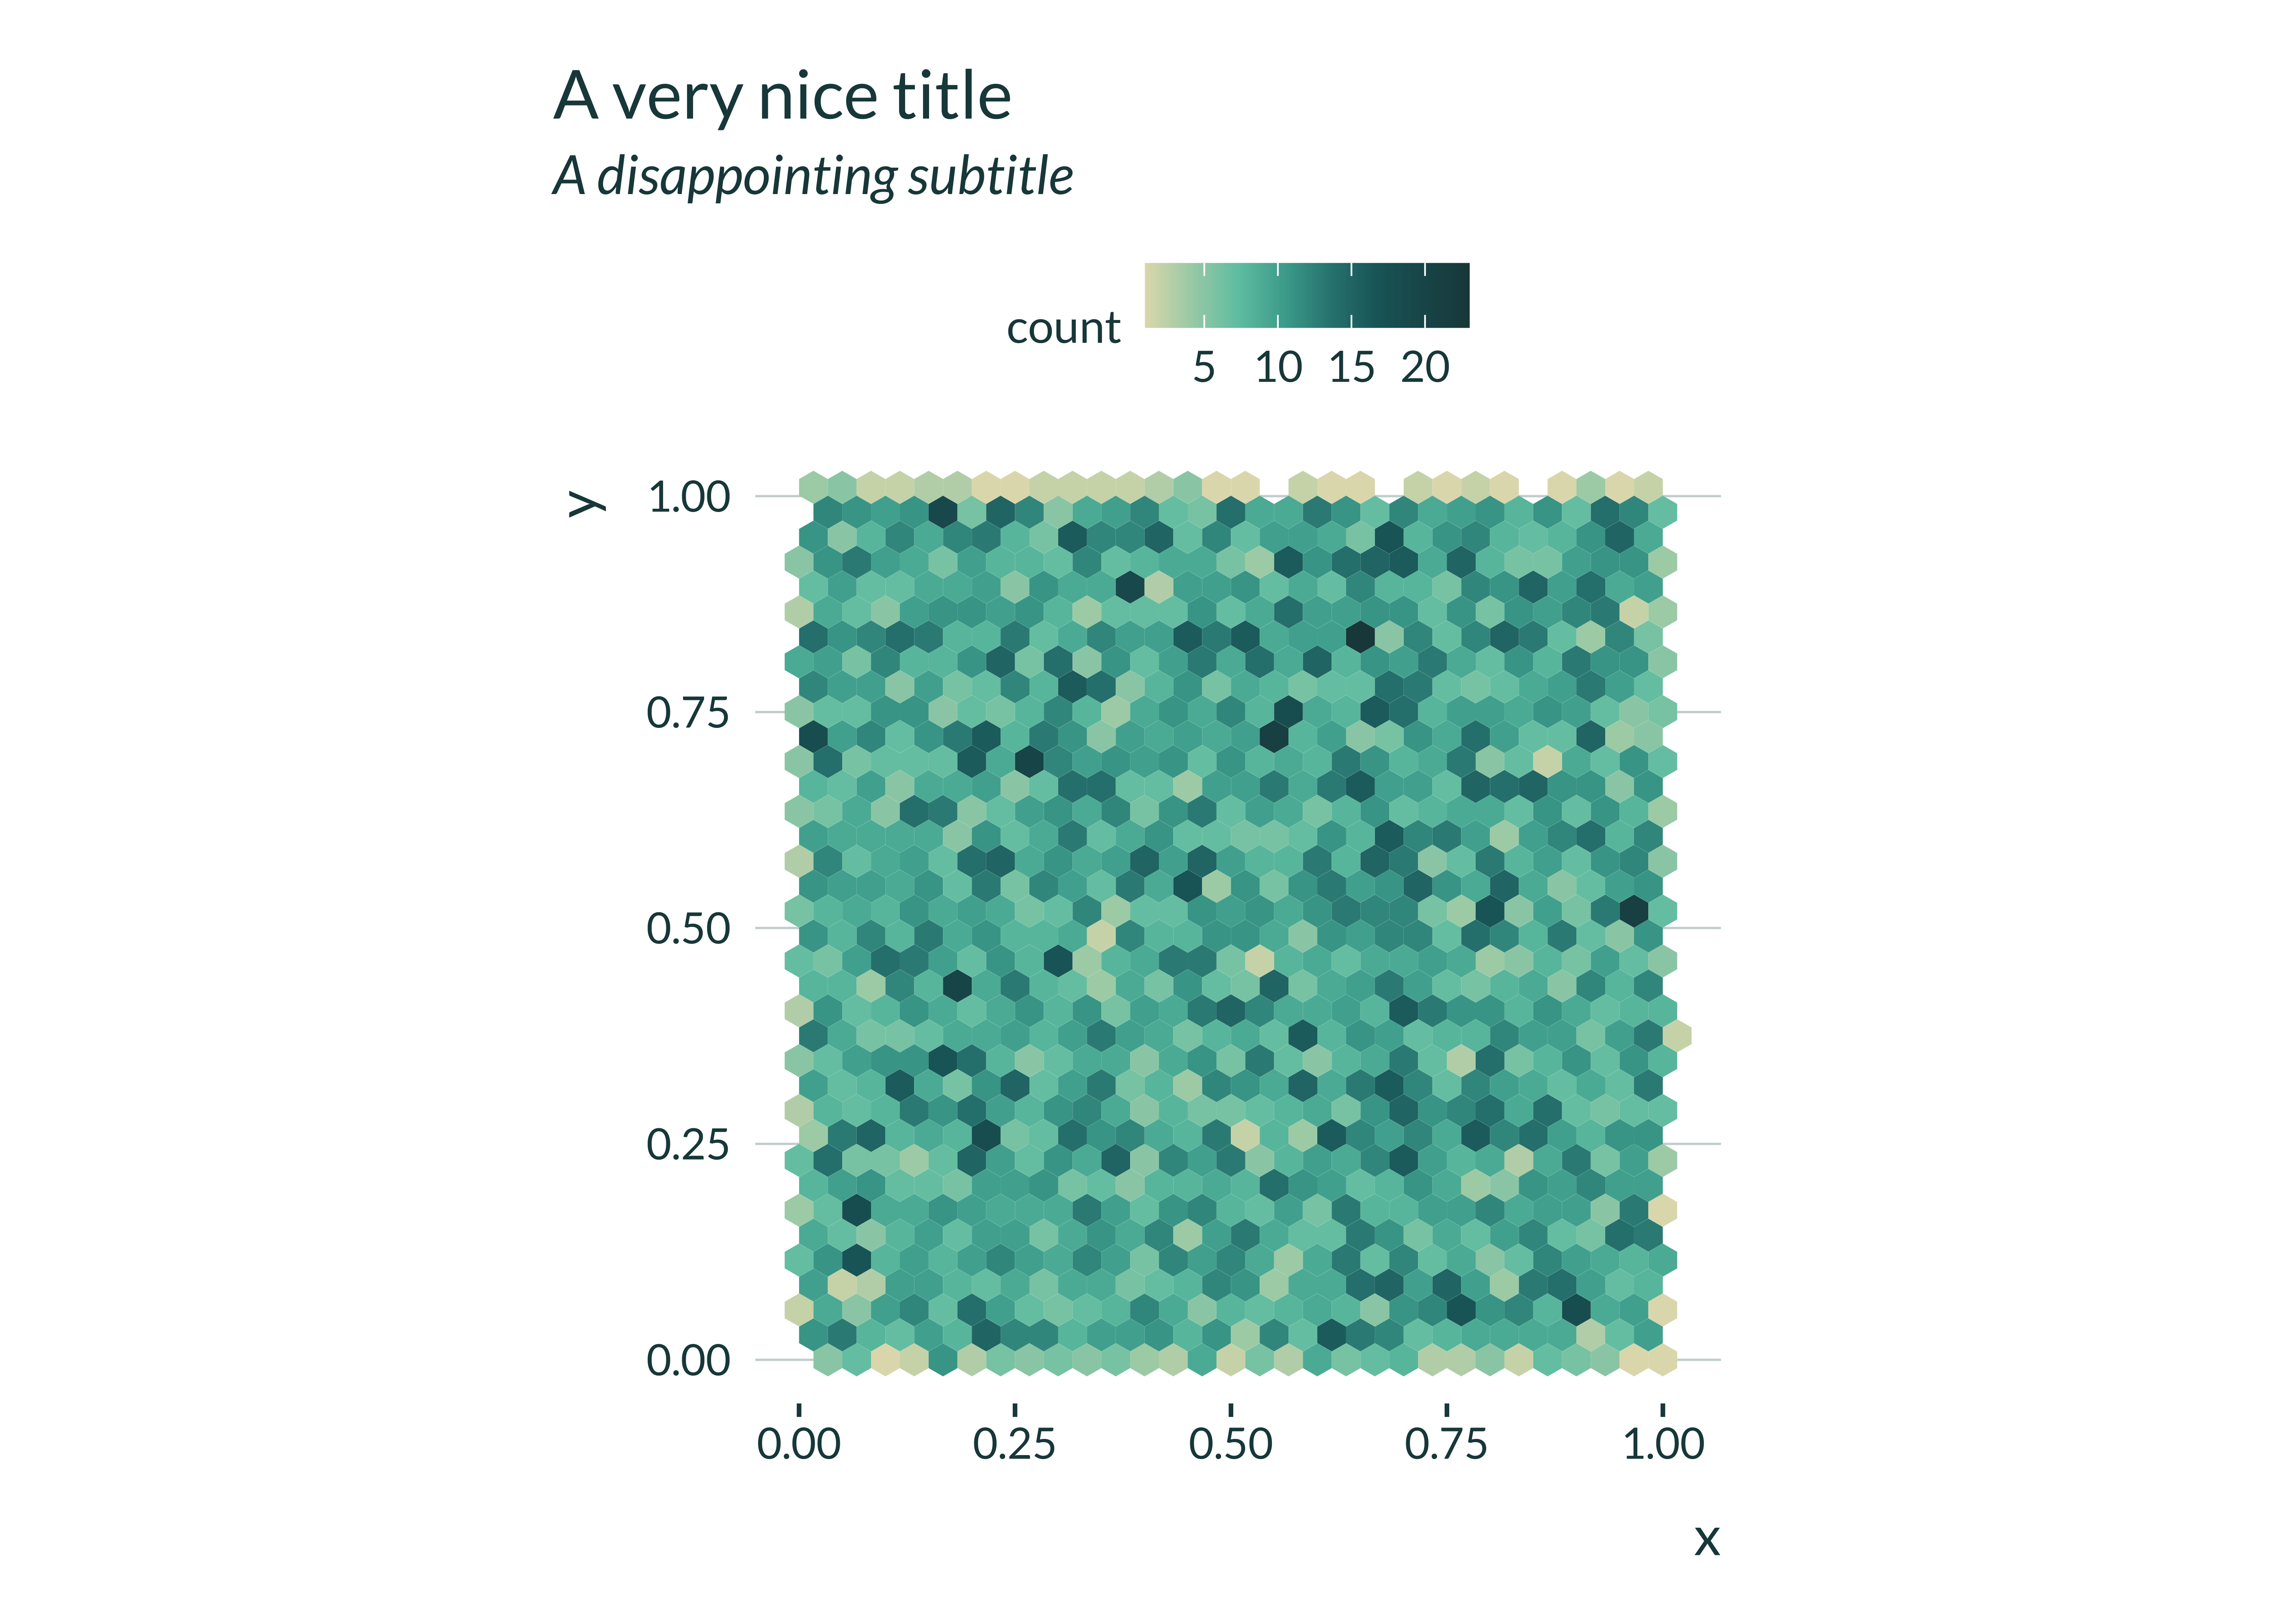 A very nice title
A disappointing subtitle
count
5 10 15 20
y
1.00
0.75
0.50
0.25
0.00
0.00 0.25 0.50 0.75 1.00
x